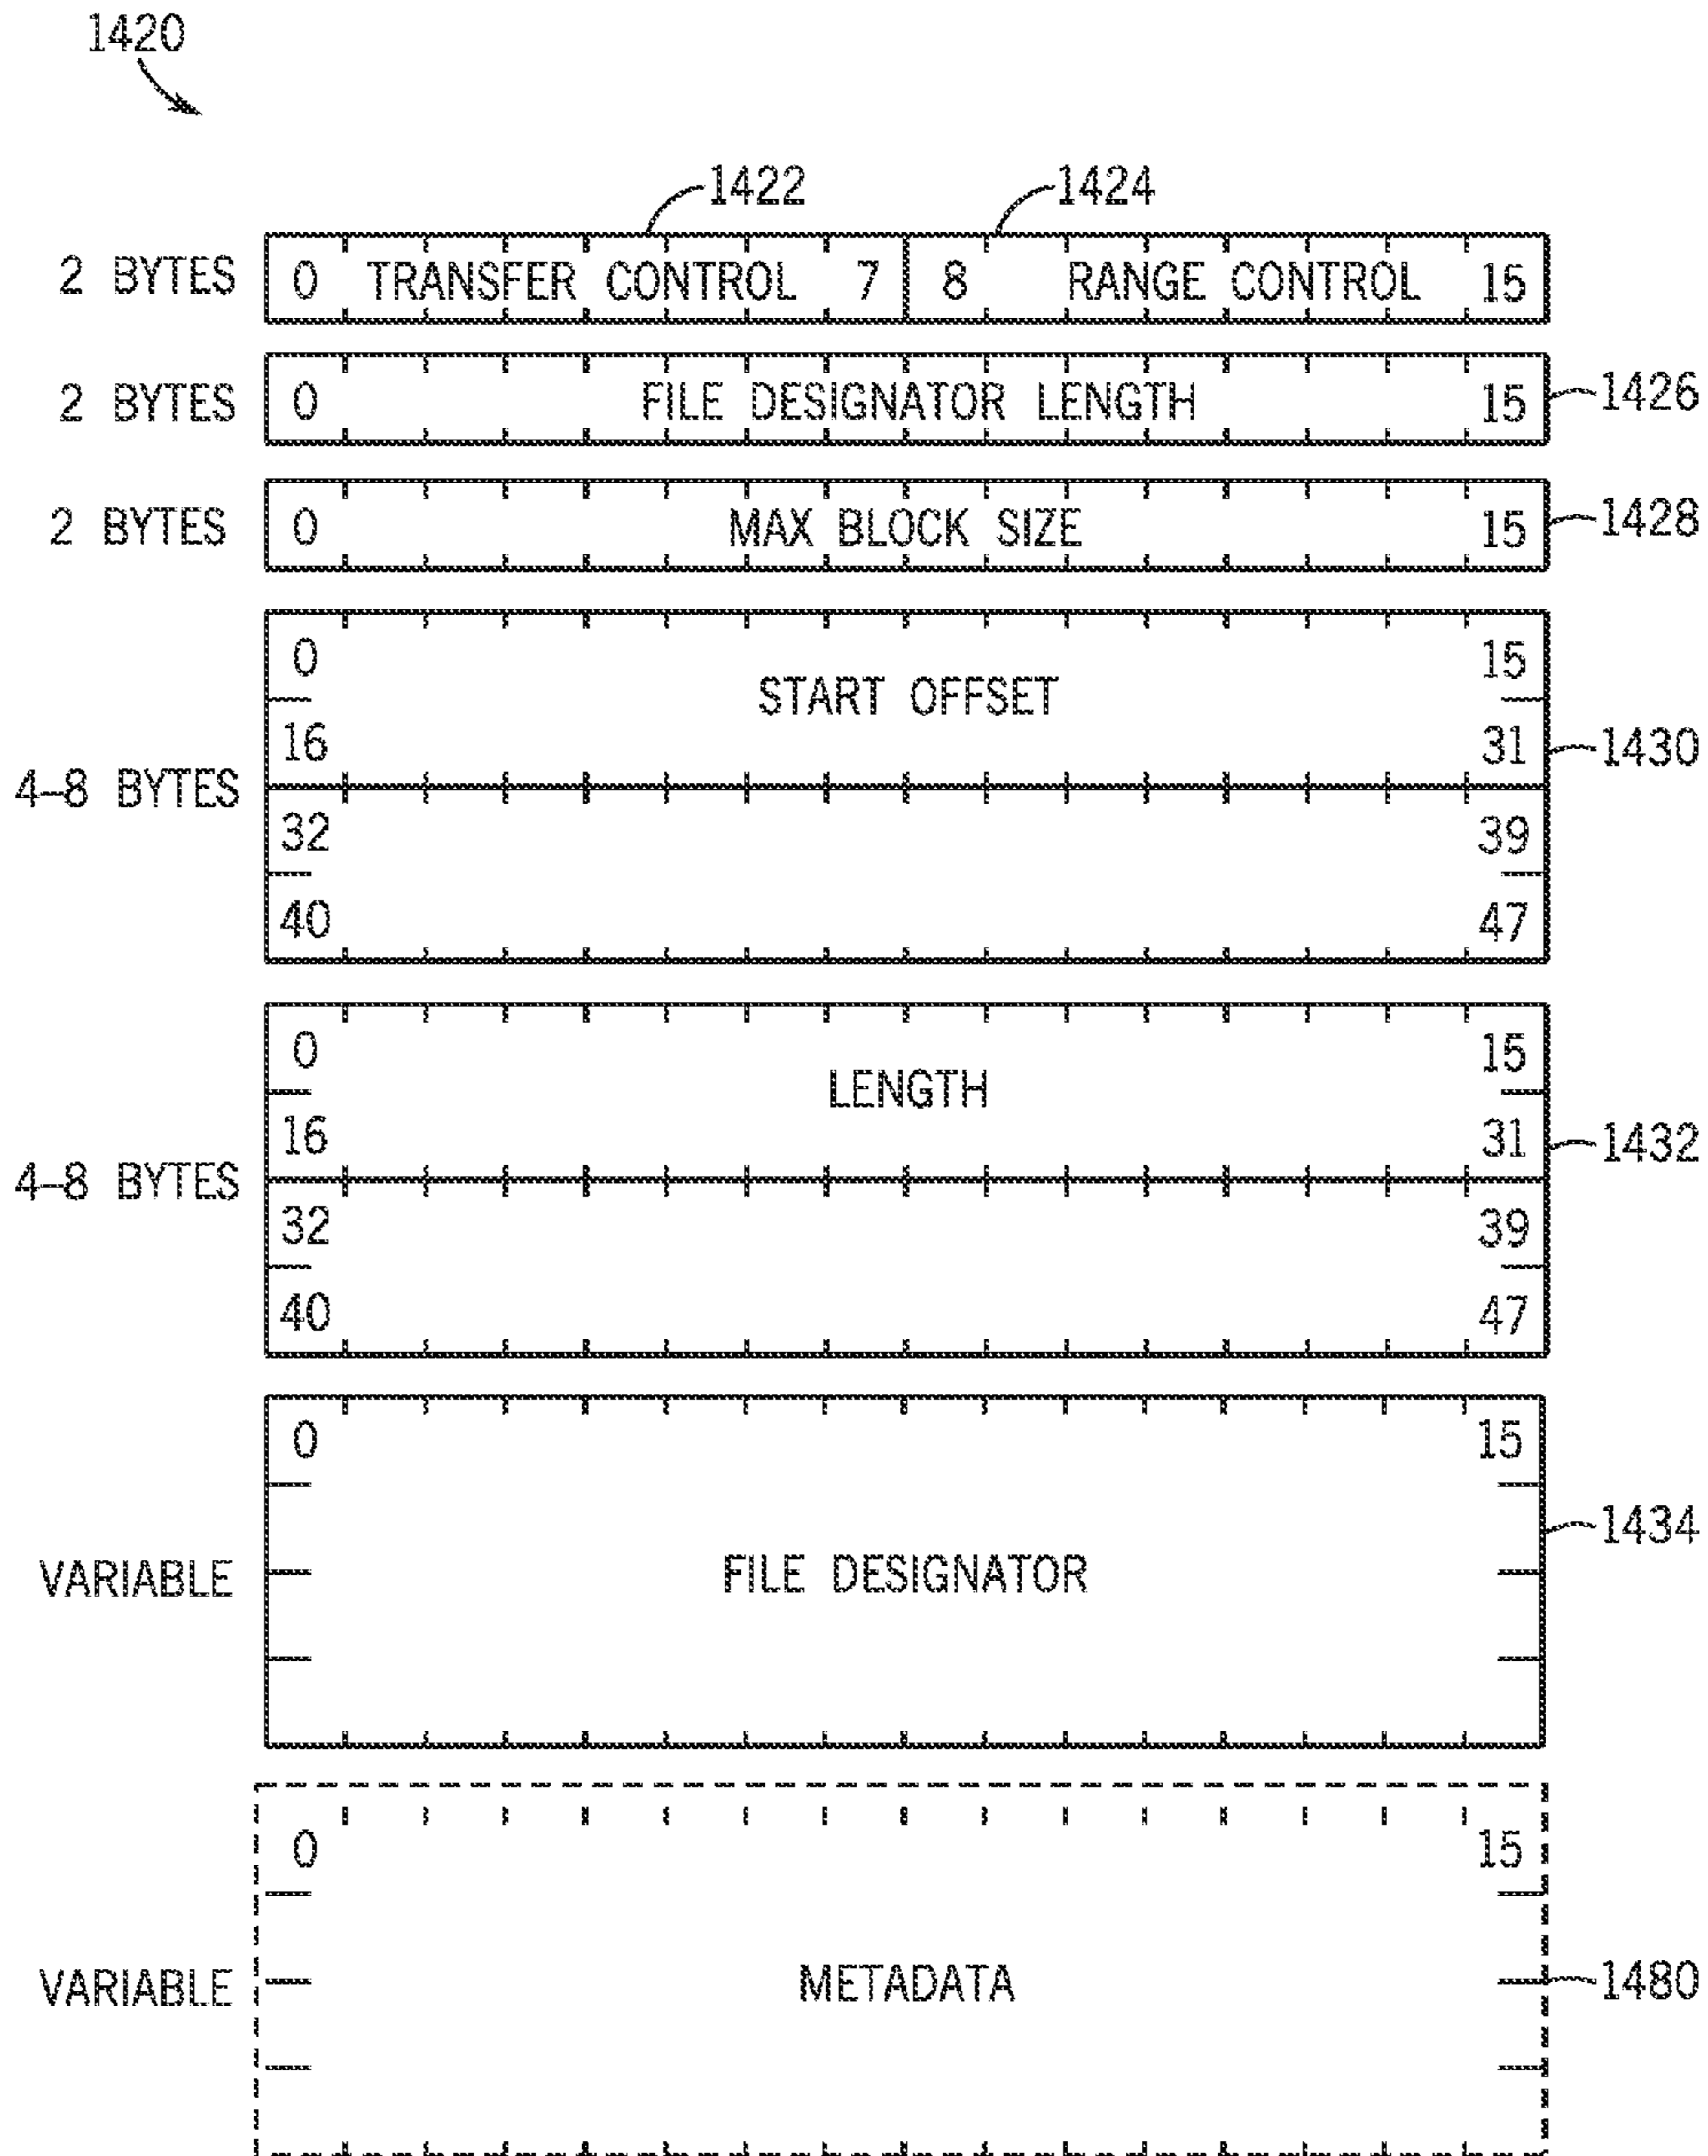 1420
1422 1424
2 BYTES 0 TRANSFER CONTROL 7 8 RANGE CONTROL 15
2 BYTES 0 FILE DESIGNATOR LENGTH 15 1426
2 BYTES 0 MAX BLOCK SIZE 15 1428
0 15
START OFFSET
16 31 1430
4-8 BYTES
32 39
40 47
0 15
LENGTH
16 31 1432
4-8 BYTES
32 39
40 47
0 15
1434
VARIABLE FILE DESIGNATOR
0 15
VARIABLE METADATA 1480